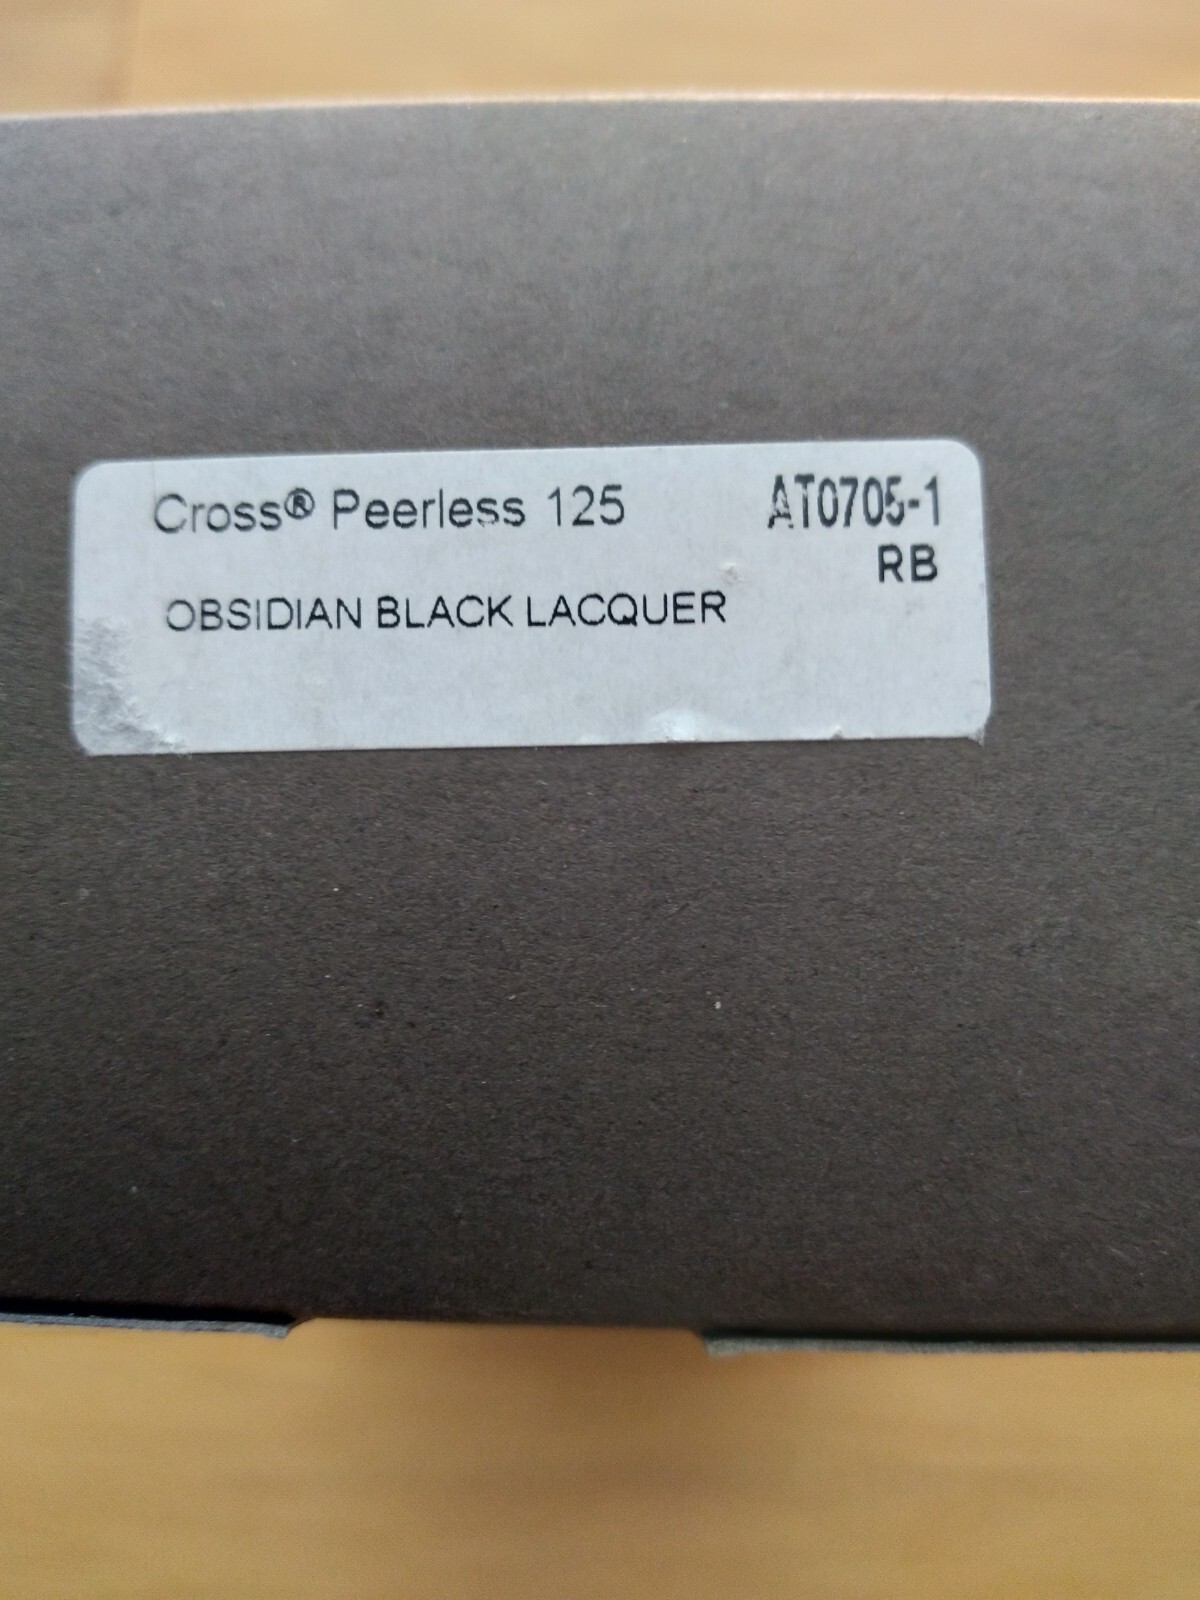 Cross® Peerless 125 AT0705-1
RB
OBSIDIAN BLACK LACQUER